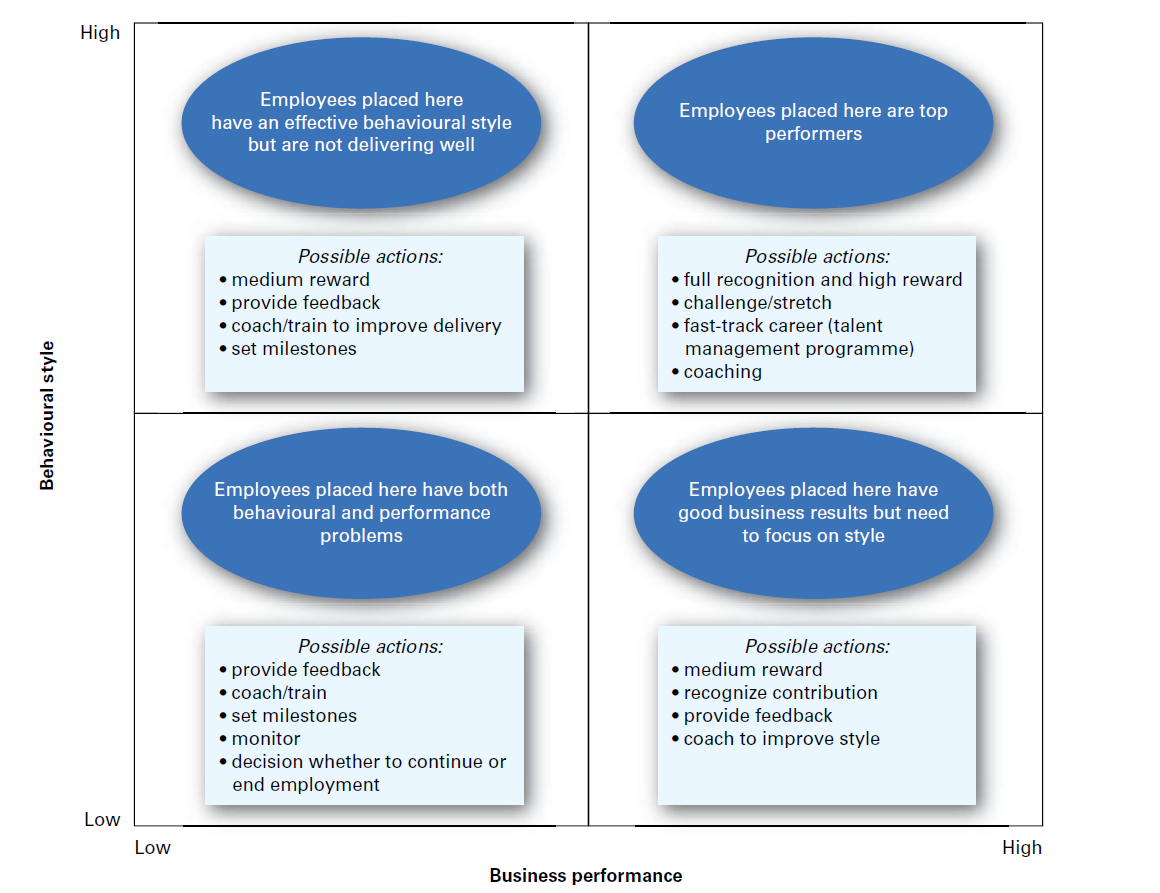 High
Employees placed here
have an effective behavioural style
but are not delivering well
Possible actions:
• medium reward
• provide feedback
• coach/train to improve delivery
• set milestones
Employees placed here are top
performers
Possible actions:
• full recognition and high reward
• challenge/stretch
• fast-track career (talent
management programme)
• coaching
Behavioural style
Employees placed here have both
behavioural and performance
problems
Possible actions:
• provide feedback
• coach/train
• set milestones
• monitor
• decision whether to continue or
end employment
Employees placed here have
good business results but need
to focus on style
Possible actions:
• medium reward
• recognize contribution
• provide feedback
• coach to improve style
Low
Low
High
Business performance